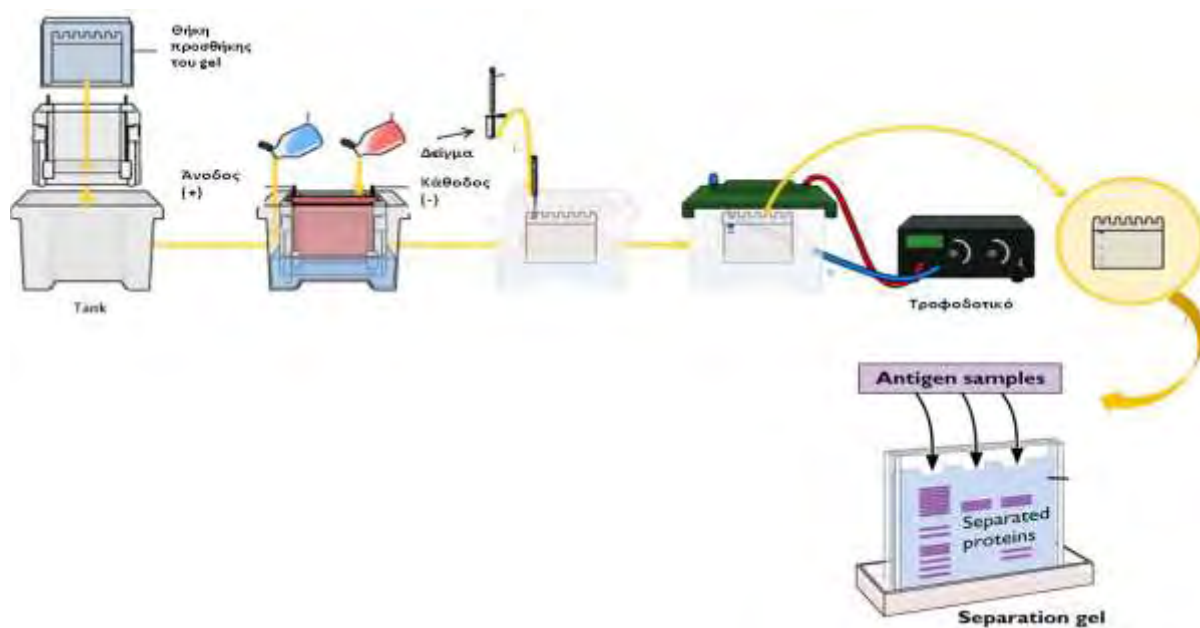 Θήκη
προσθήκης
του gel
Άνοδος
(+)
Δείγμα
Κάθοδος
(-)
Tank
Τροφοδοτικό
Antigen samples
Separated
proteins
Separation gel